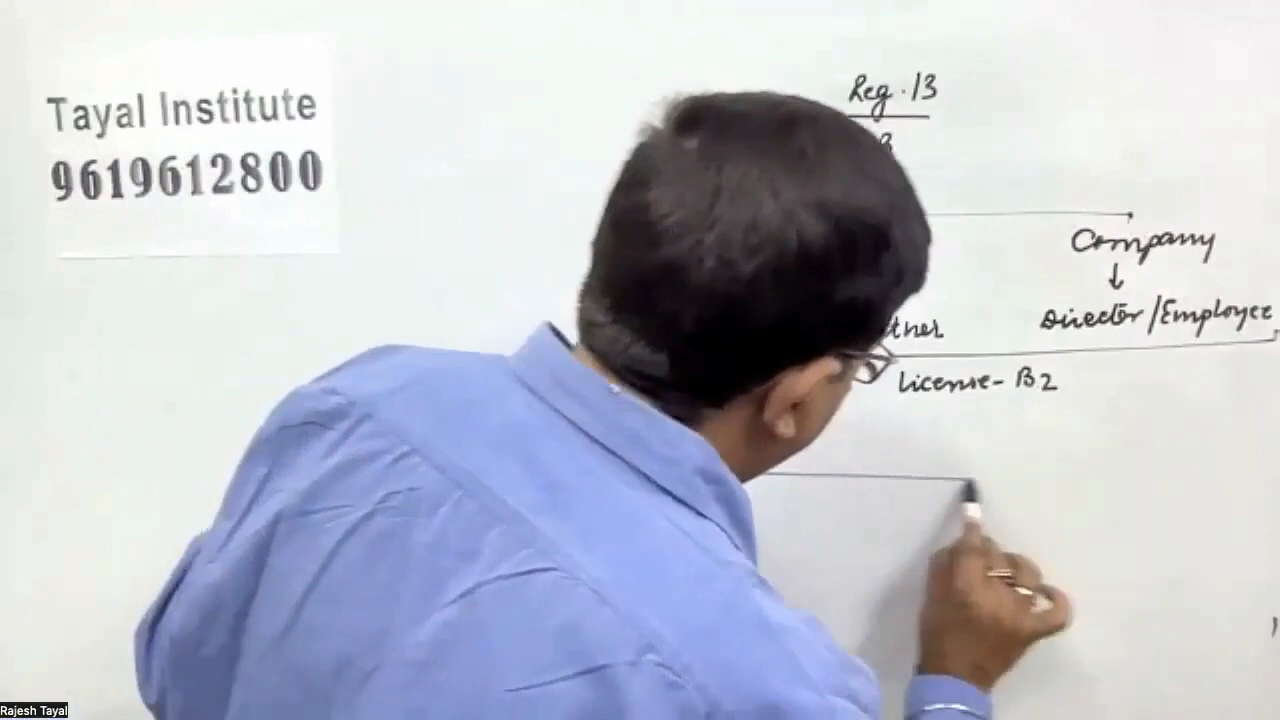 Tayal Institute
9619612800
Reg. 13
Company
Director/Employee
License- B2
Rajesh Tayal